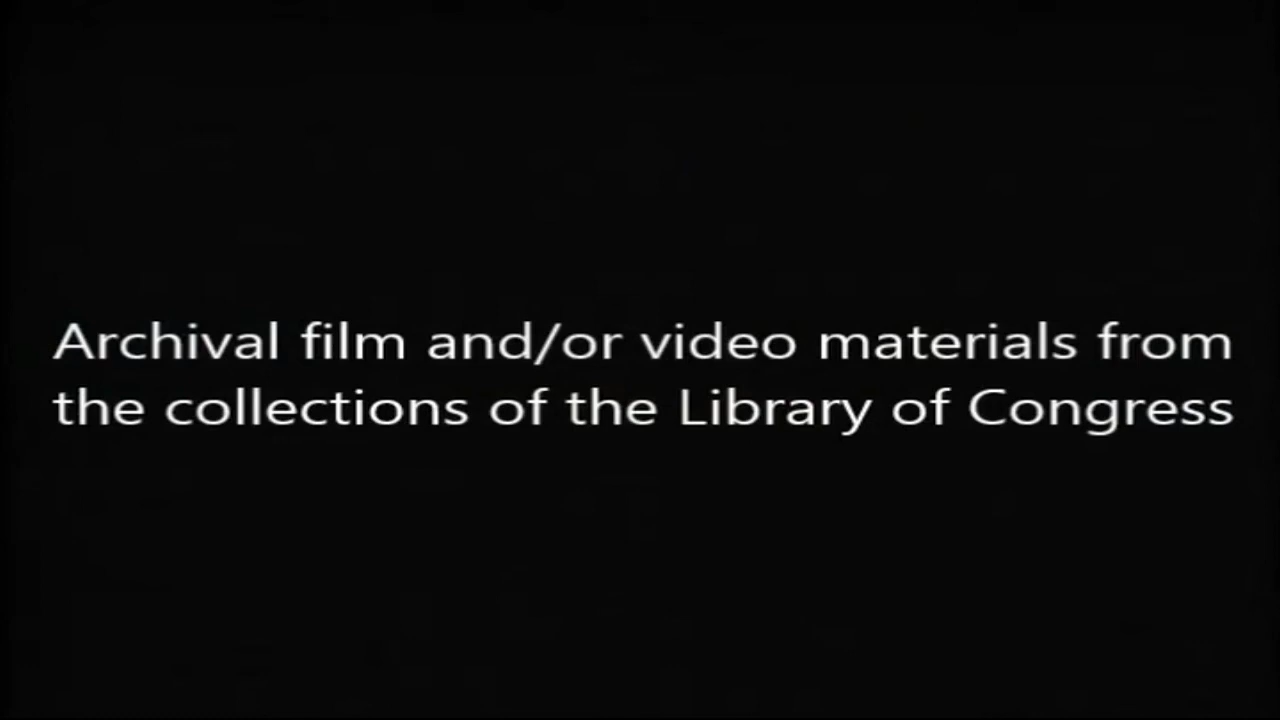 Archival film and/or video materials from
the collections of the Library of Congress